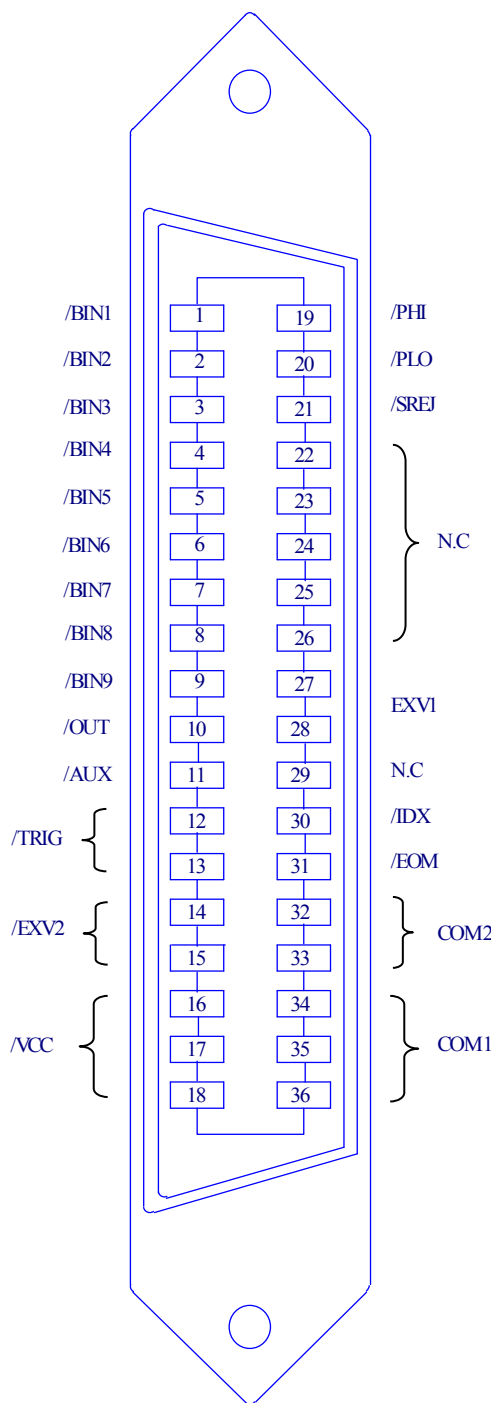 /BIN1 1 19 /PHI
/BIN2 2 20 /PLO
/BIN3 3 21 /SREJ
/BIN4 4 22
/BIN5 5 23
/BIN6 6 24 N.C
/BIN7 7 25
/BIN8 8 26
/BIN9 9 27
EXV1
/OUT 10 28
/AUX 11 29 N.C
12 30 /IDX
/TRIG
13 31 /EOM
14 32
/EXV2 COM2
15 33
16 34
/VCC 17 35 COM1
18 36